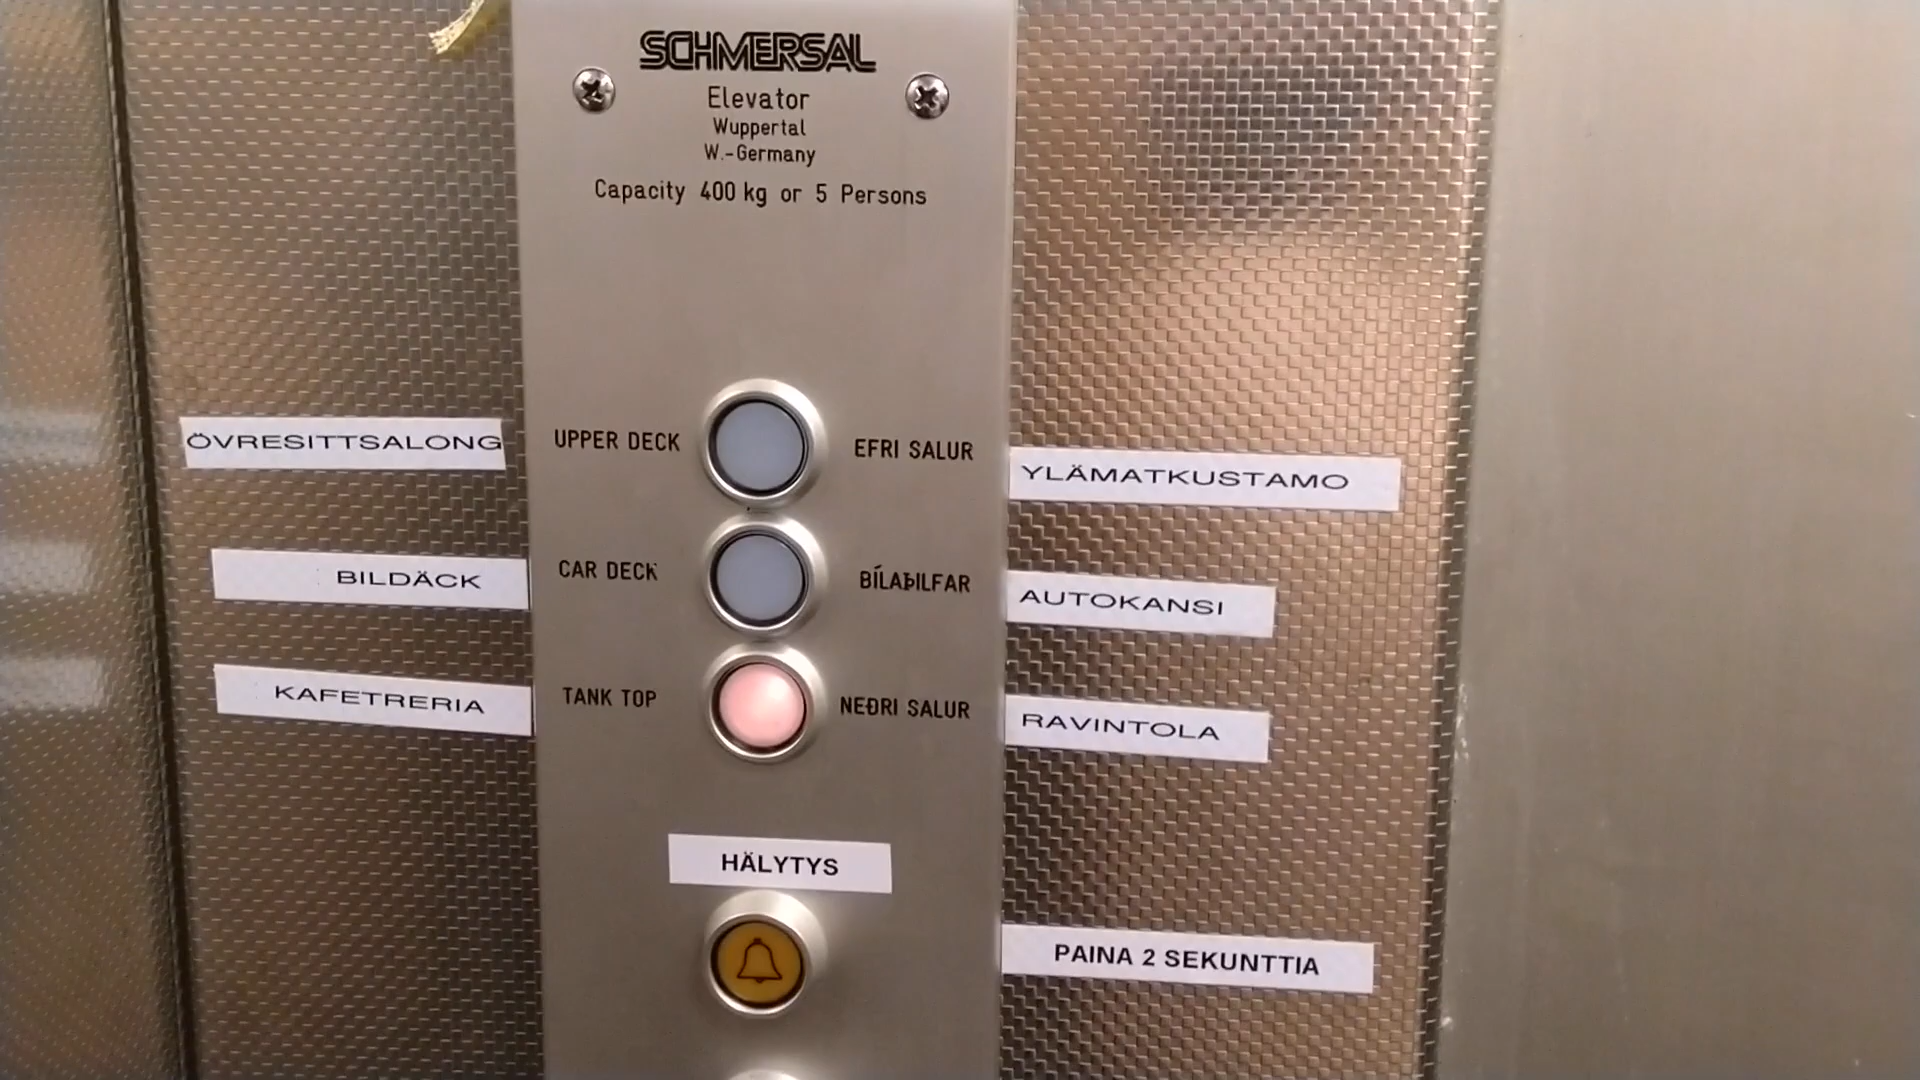 SCHMERSAL
Elevator
Wuppertal
W.-Germany
Capacity 400 kg or 5 Persons
ÖVRESITTSALONG UPPER DECK EFRI SALUR YLÄMATKUSTAMO
BILDÄCK CAR DECK BÍLAÞILFAR AUTOKANSI
KAFETRERIA TANK TOP NEÐRI SALUR RAVINTOLA
HÄLYTYS
PAINA 2 SEKUNTTIA